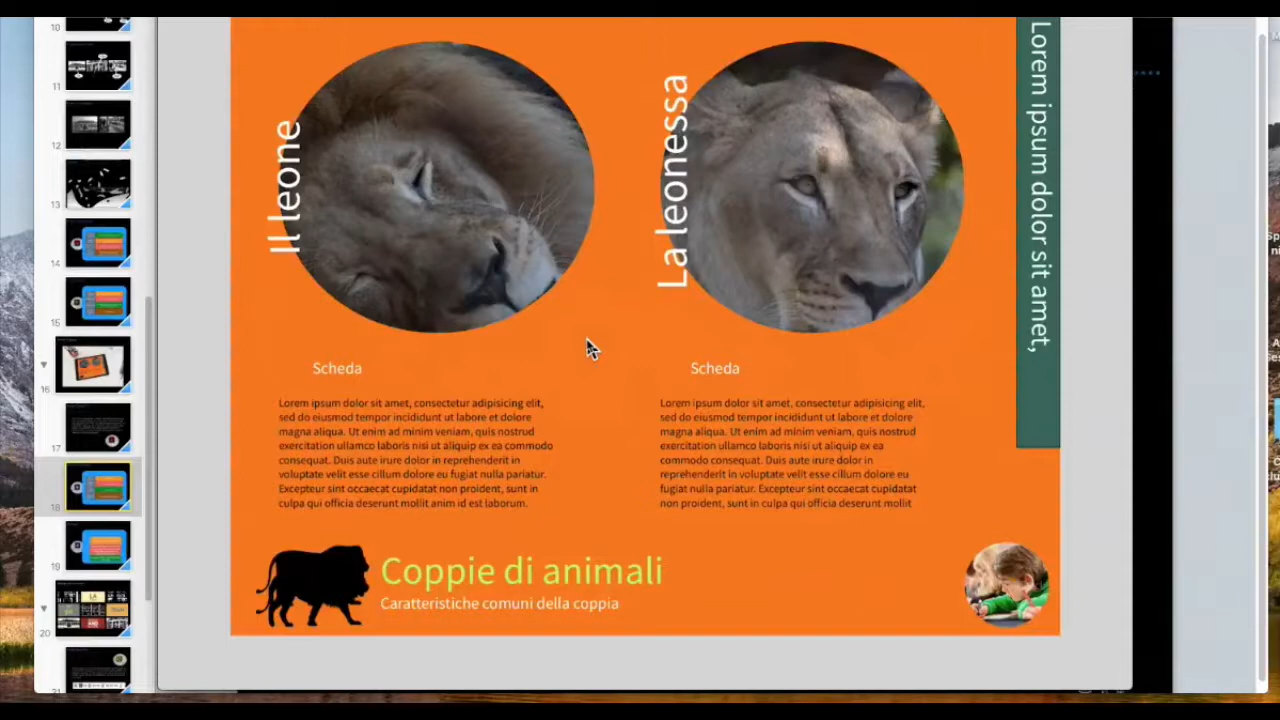 Il leone
La leonessa
Lorem ipsum dolor sit amet,
Scheda
Lorem ipsum dolor sit amet, consectetur adipisicing elit,
sed do eiusmod tempor incididunt ut labore et dolore
magna aliqua. Ut enim ad minim veniam, quis nostrud
exercitation ullamco laboris nisi ut aliquip ex ea commodo
consequat. Duis aute irure dolor in reprehenderit in
voluptate velit esse cillum dolore eu fugiat nulla pariatur.
Excepteur sint occaecat cupidatat non proident, sunt in
culpa qui officia deserunt mollit anim id est laborum.
Scheda
Lorem ipsum dolor sit amet, consectetur adipisicing elit,
sed do eiusmod tempor incididunt ut labore et dolore
magna aliqua. Ut enim ad minim veniam, quis nostrud
exercitation ullamco laboris nisi ut aliquip ex ea
commodo consequat. Duis aute irure dolor in
reprehenderit in voluptate velit esse cillum dolore eu
fugiat nulla pariatur. Excepteur sint occaecat cupidatat
non proident, sunt in culpa qui officia deserunt mollit
Coppie di animali
Caratteristiche comuni della coppia
10
11
12
13
14
15
16
17
18
19
20
21